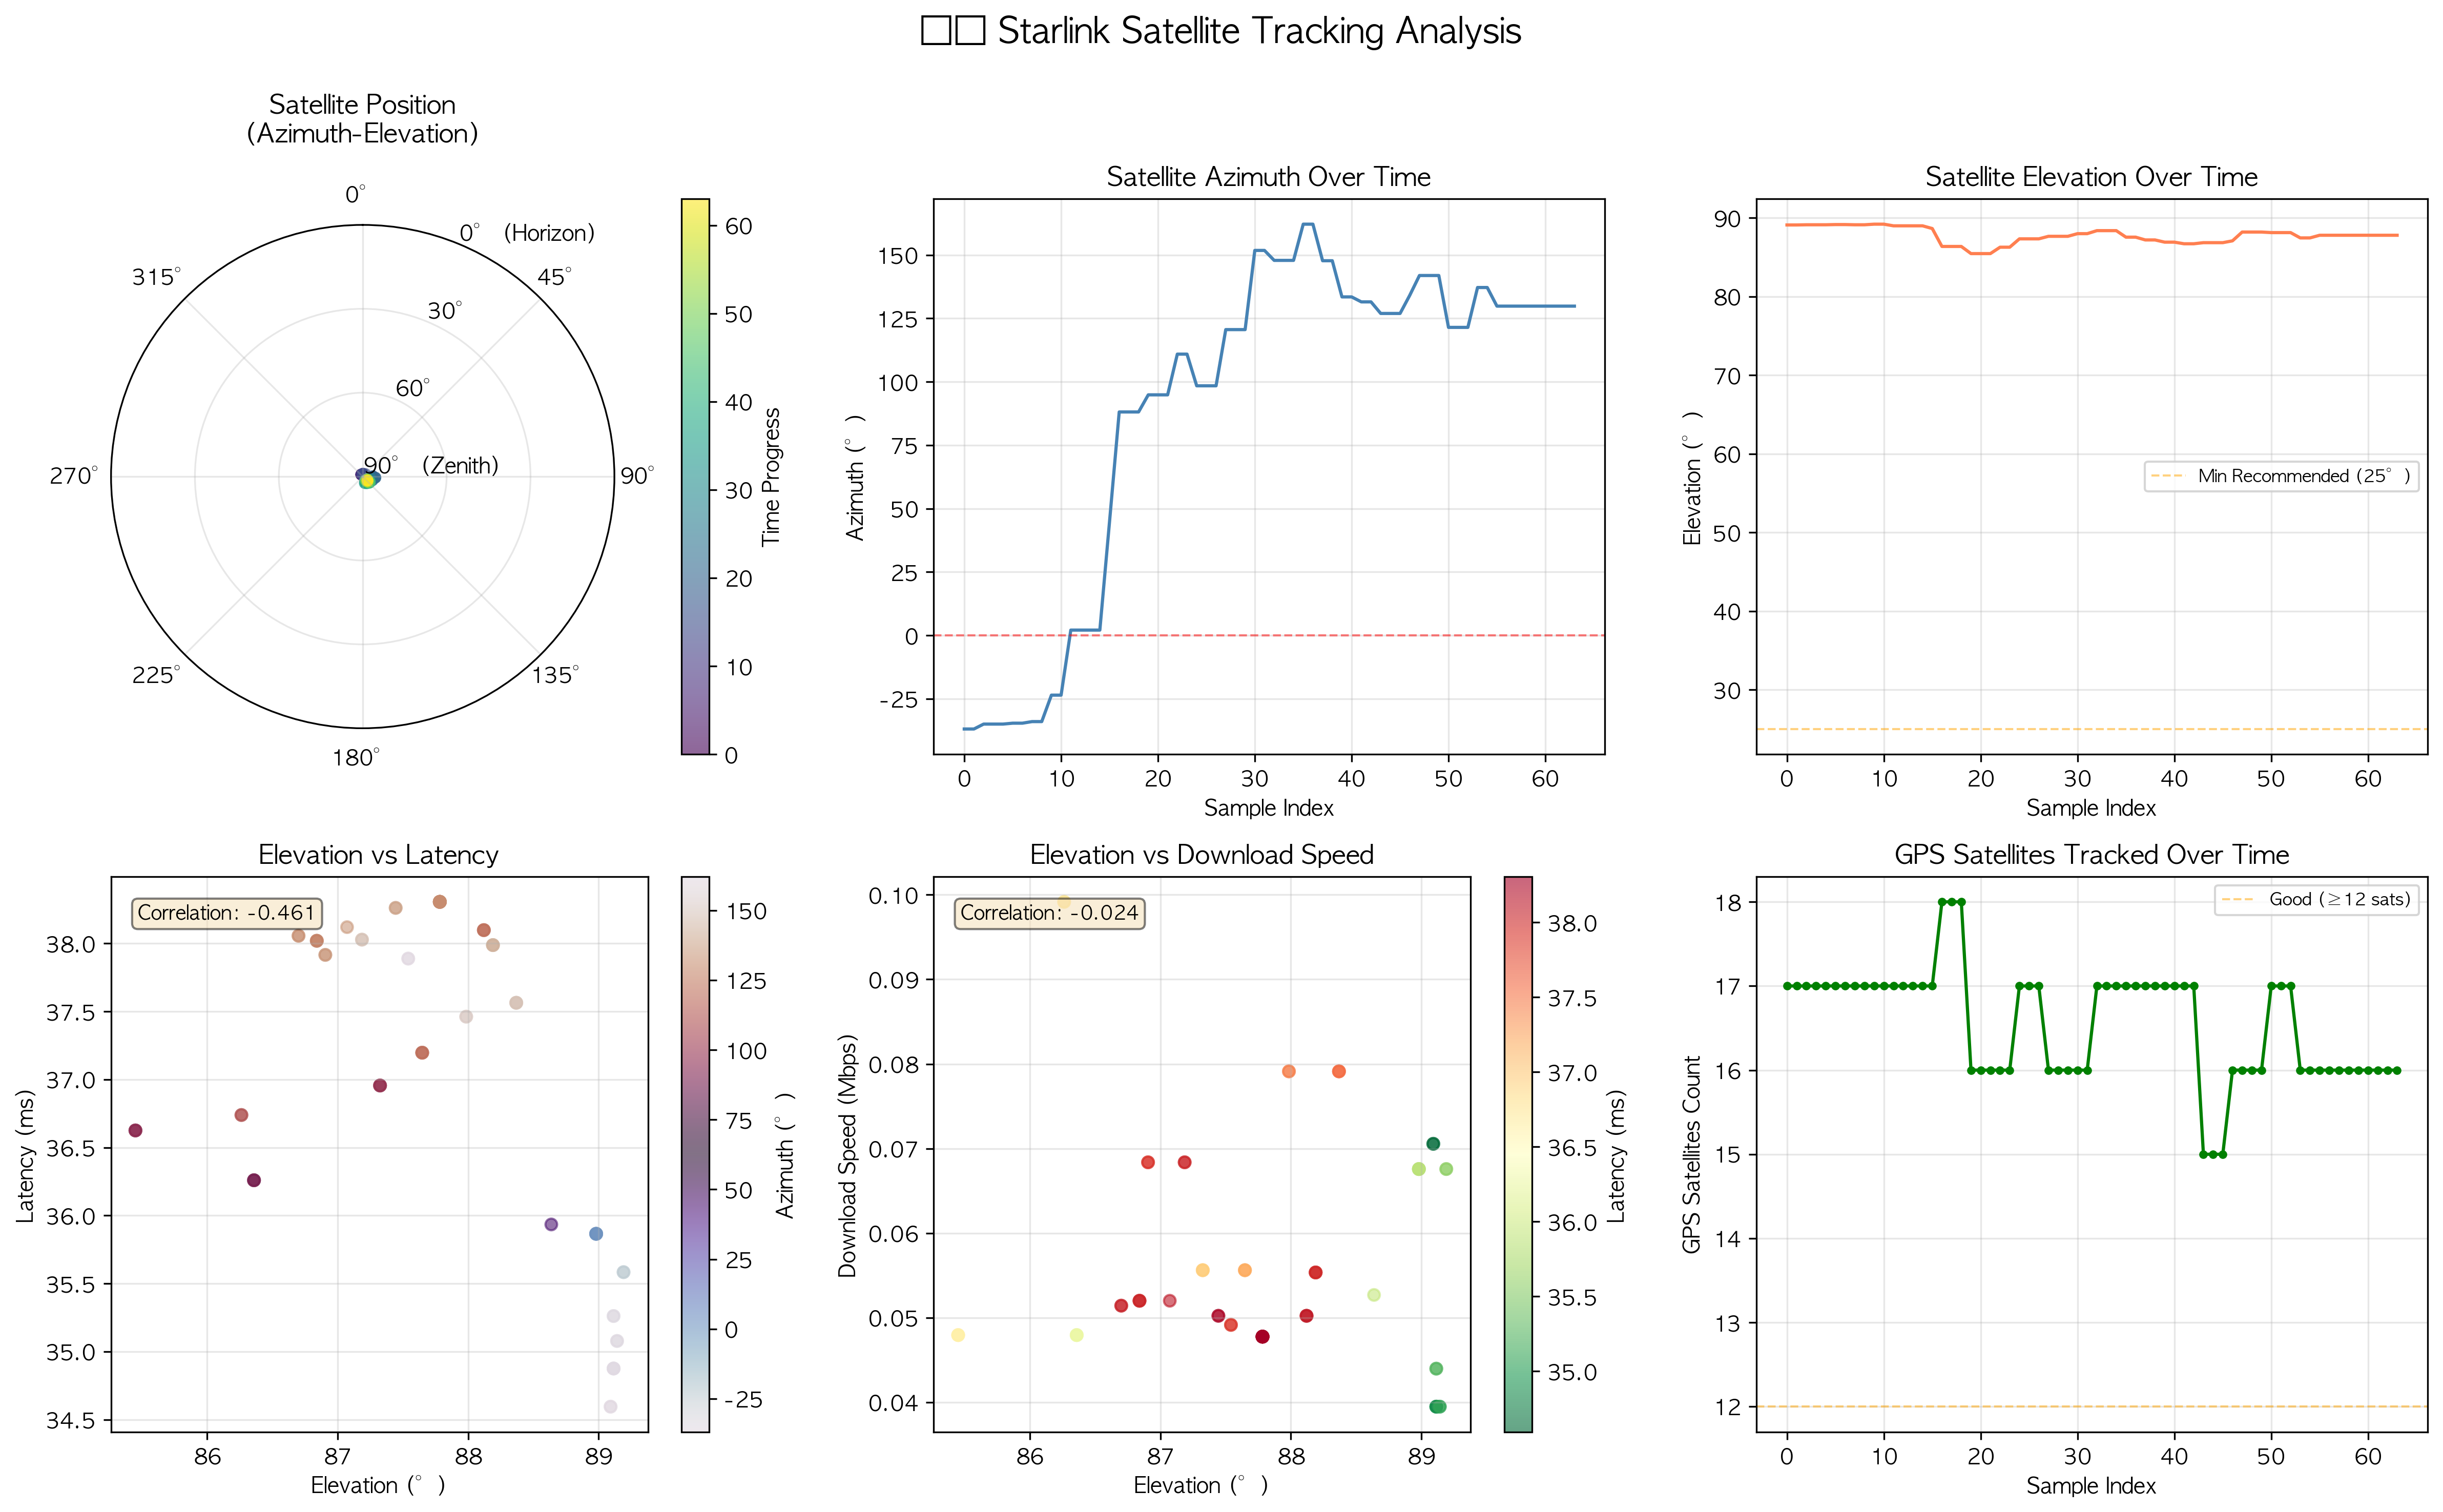 □□ Starlink Satellite Tracking Analysis
Satellite Position
(Azimuth-Elevation)
0°
0° (Horizon)
315°
45°
30°
60°
270°
90° (Zenith)
90°
225°
135°
180°
60
50
40
30
20
10
0
Time Progress
Satellite Azimuth Over Time
150
125
100
75
50
25
0
-25
Azimuth (°)
0 10 20 30 40 50 60
Sample Index
Satellite Elevation Over Time
90
80
70
60
50
40
30
Elevation (°)
Min Recommended (25°)
0 10 20 30 40 50 60
Sample Index
Elevation vs Latency
Correlation: -0.461
38.0
37.5
37.0
36.5
36.0
35.5
35.0
34.5
Latency (ms)
86 87 88 89
Elevation (°)
150
125
100
75
50
25
0
-25
Azimuth (°)
Elevation vs Download Speed
Correlation: -0.024
0.10
0.09
0.08
0.07
0.06
0.05
0.04
Download Speed (Mbps)
86 87 88 89
Elevation (°)
38.0
37.5
37.0
36.5
36.0
35.5
35.0
Latency (ms)
GPS Satellites Tracked Over Time
Good (≥12 sats)
18
17
16
15
14
13
12
GPS Satellites Count
0 10 20 30 40 50 60
Sample Index